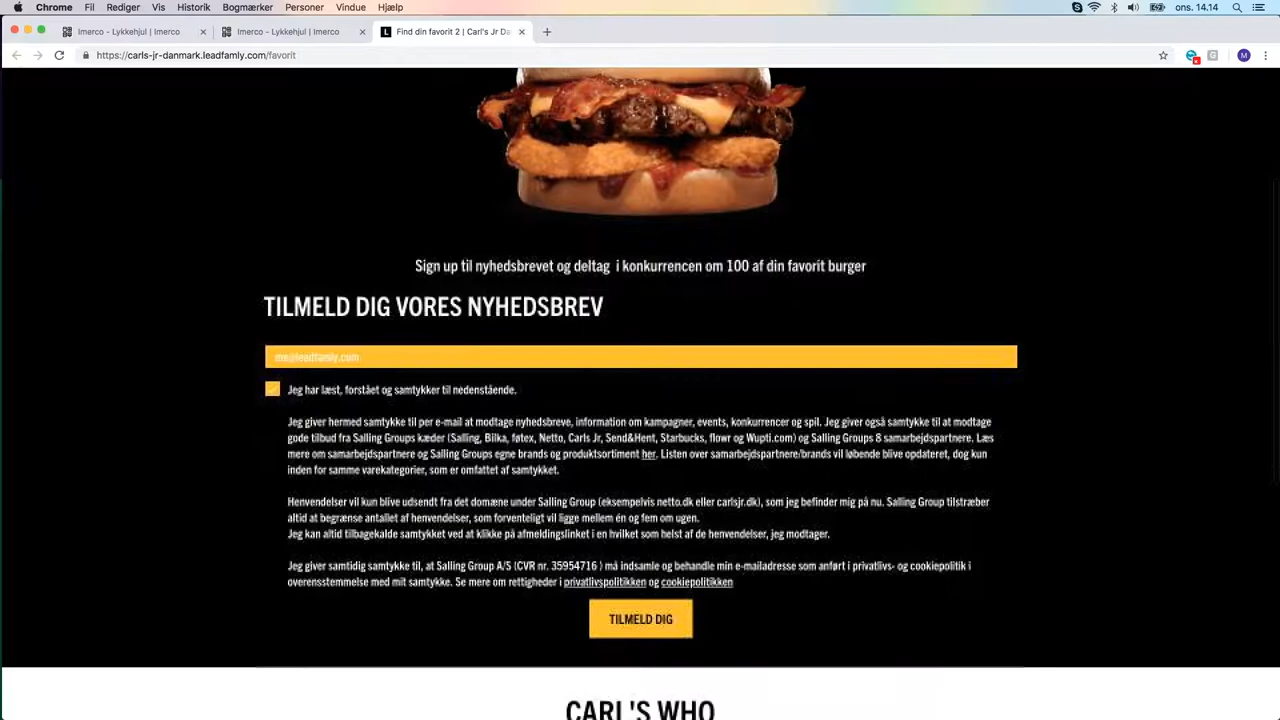 Chrome Fil Rediger Vis Historik Bogmærker Personer Vindue Hjælp ons. 14.14
Imerco - Lykkehjul | Imerco
Imerco - Lykkehjul | Imerco
Find din favorit 2 | Carl's Jr Da
https://carls-jr-danmark.leadfamly.com/favorit
M
Sign up til nyhedsbrevet og deltag i konkurrencen om 100 af din favorit burger
TILMELD DIG VORES NYHEDSBREV
me@leadfamly.com
Jeg har læst, forstået og samtykker til nedenstående.
Jeg giver hermed samtykke til per e-mail at modtage nyhedsbreve, information om kampagner, events, konkurrencer og spil. Jeg giver også samtykke til at modtage
gode tilbud fra Salling Groups kæder (Salling, Bilka, føtex, Netto, Carls Jr, Send&Hent, Starbucks, flowr og Wupti.com) og Salling Groups 8 samarbejdspartnere. Læs
mere om samarbejdspartnere og Salling Groups egne brands og produktsortiment her. Listen over samarbejdspartnere/brands vil løbende blive opdateret, dog kun
inden for samme varekategorier, som er omfattet af samtykket.
Henvendelser vil kun blive udsendt fra det domæne under Salling Group (eksempelvis netto.dk eller carlsjr.dk), som jeg befinder mig på nu. Salling Group tilstræber
altid at begrænse antallet af henvendelser, som forventeligt vil ligge mellem én og fem om ugen.
Jeg kan altid tilbagekalde samtykket ved at klikke på afmeldingslinket i en hvilket som helst af de henvendelser, jeg modtager.
Jeg giver samtidig samtykke til, at Salling Group A/S (CVR nr. 35954716 ) må indsamle og behandle min e-mailadresse som anført i privatlivs- og cookiepolitik i
overensstemmelse med mit samtykke. Se mere om rettigheder i privatlivspolitikken og cookiepolitikken
TILMELD DIG
CARL'S WHO